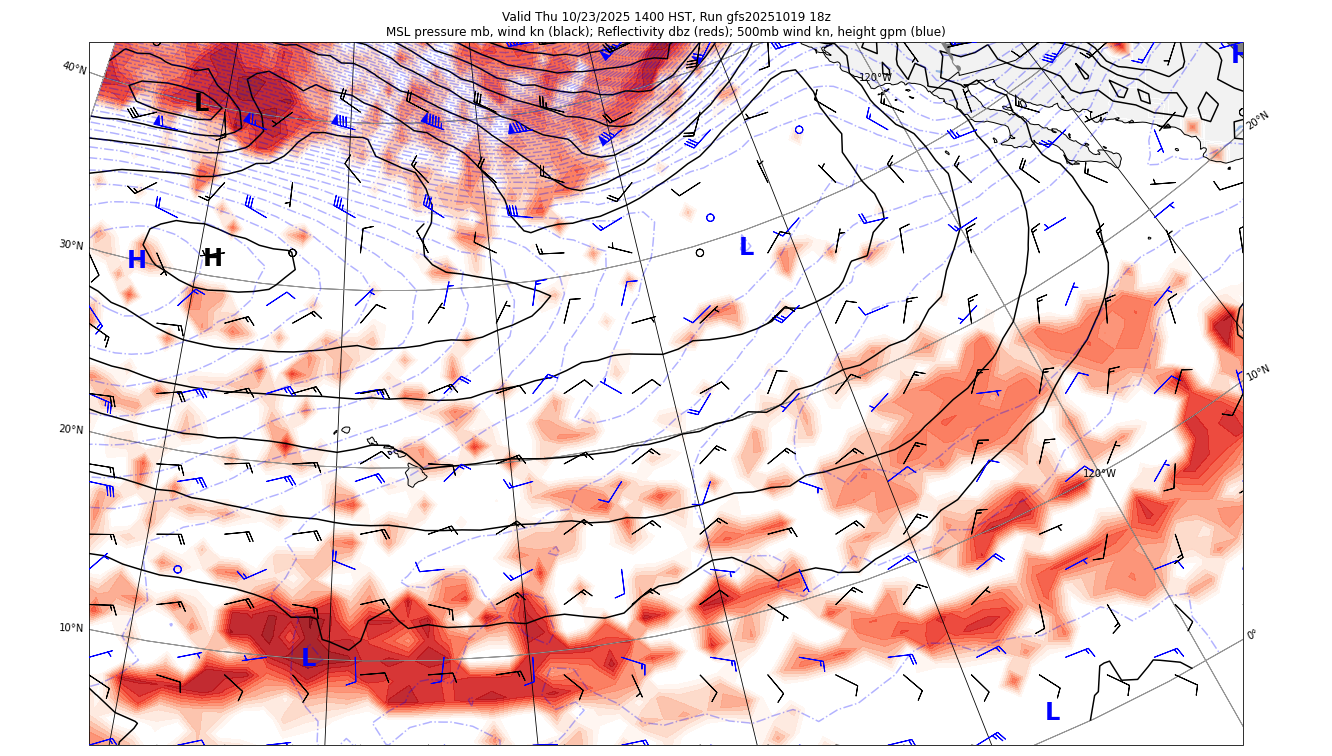 Valid Thu 10/23/2025 1400 HST, Run gfs20251019 18z
MSL pressure mb, wind kn (black); Reflectivity dbz (reds); 500mb wind kn, height gpm (blue)
H
40°N
120°W
L
20°N
30°N
H
H
L
10°N
20°N
120°W
10°N
0°
L
L